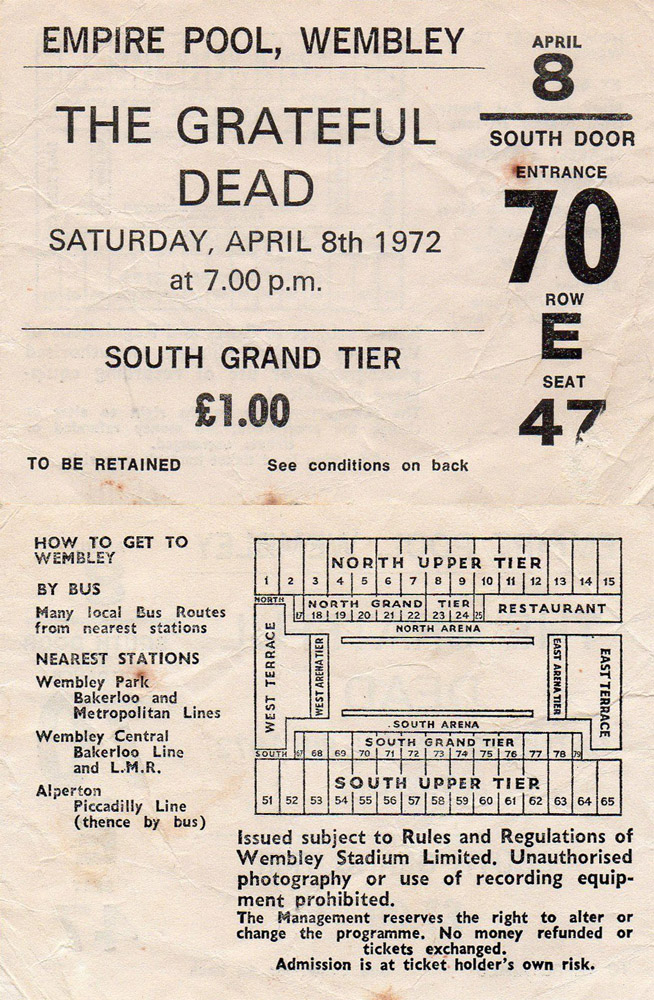 EMPIRE POOL, WEMBLEY
THE GRATEFUL
DEAD
SATURDAY, APRIL 8th 1972
at 7.00 p.m.
SOUTH GRAND TIER
£1.00
TO BE RETAINED See conditions on back
APRIL
8
SOUTH DOOR
ENTRANCE
70
ROW
E
SEAT
47
HOW TO GET TO
WEMBLEY
BY BUS
Many local Bus Routes
from nearest stations
NEAREST STATIONS
Wembley Park
Bakerloo and
Metropolitan Lines
Wembley Central
Bakerloo Line
and L.M.R.
Alperton
Piccadilly Line
(thence by bus)
NORTH UPPER TIER
1 2 3 4 5 6 7 8 9 10 11 12 13 14 15
NORTH
NORTH GRAND TIER
17 18 19 20 21 22 23 24 25
RESTAURANT
NORTH ARENA
WEST TERRACE
WEST ARENA TIER
EAST ARENA TIER
EAST TERRACE
SOUTH ARENA
SOUTH GRAND TIER
SOUTH 67 68 69 70 71 72 73 74 75 76 77 78 79
SOUTH UPPER TIER
51 52 53 54 55 56 57 58 59 60 61 62 63 64 65
Issued subject to Rules and Regulations of
Wembley Stadium Limited. Unauthorised
photography or use of recording equip-
ment prohibited.
The Management reserves the right to alter or
change the programme. No money refunded or
tickets exchanged.
Admission is at ticket holder's own risk.